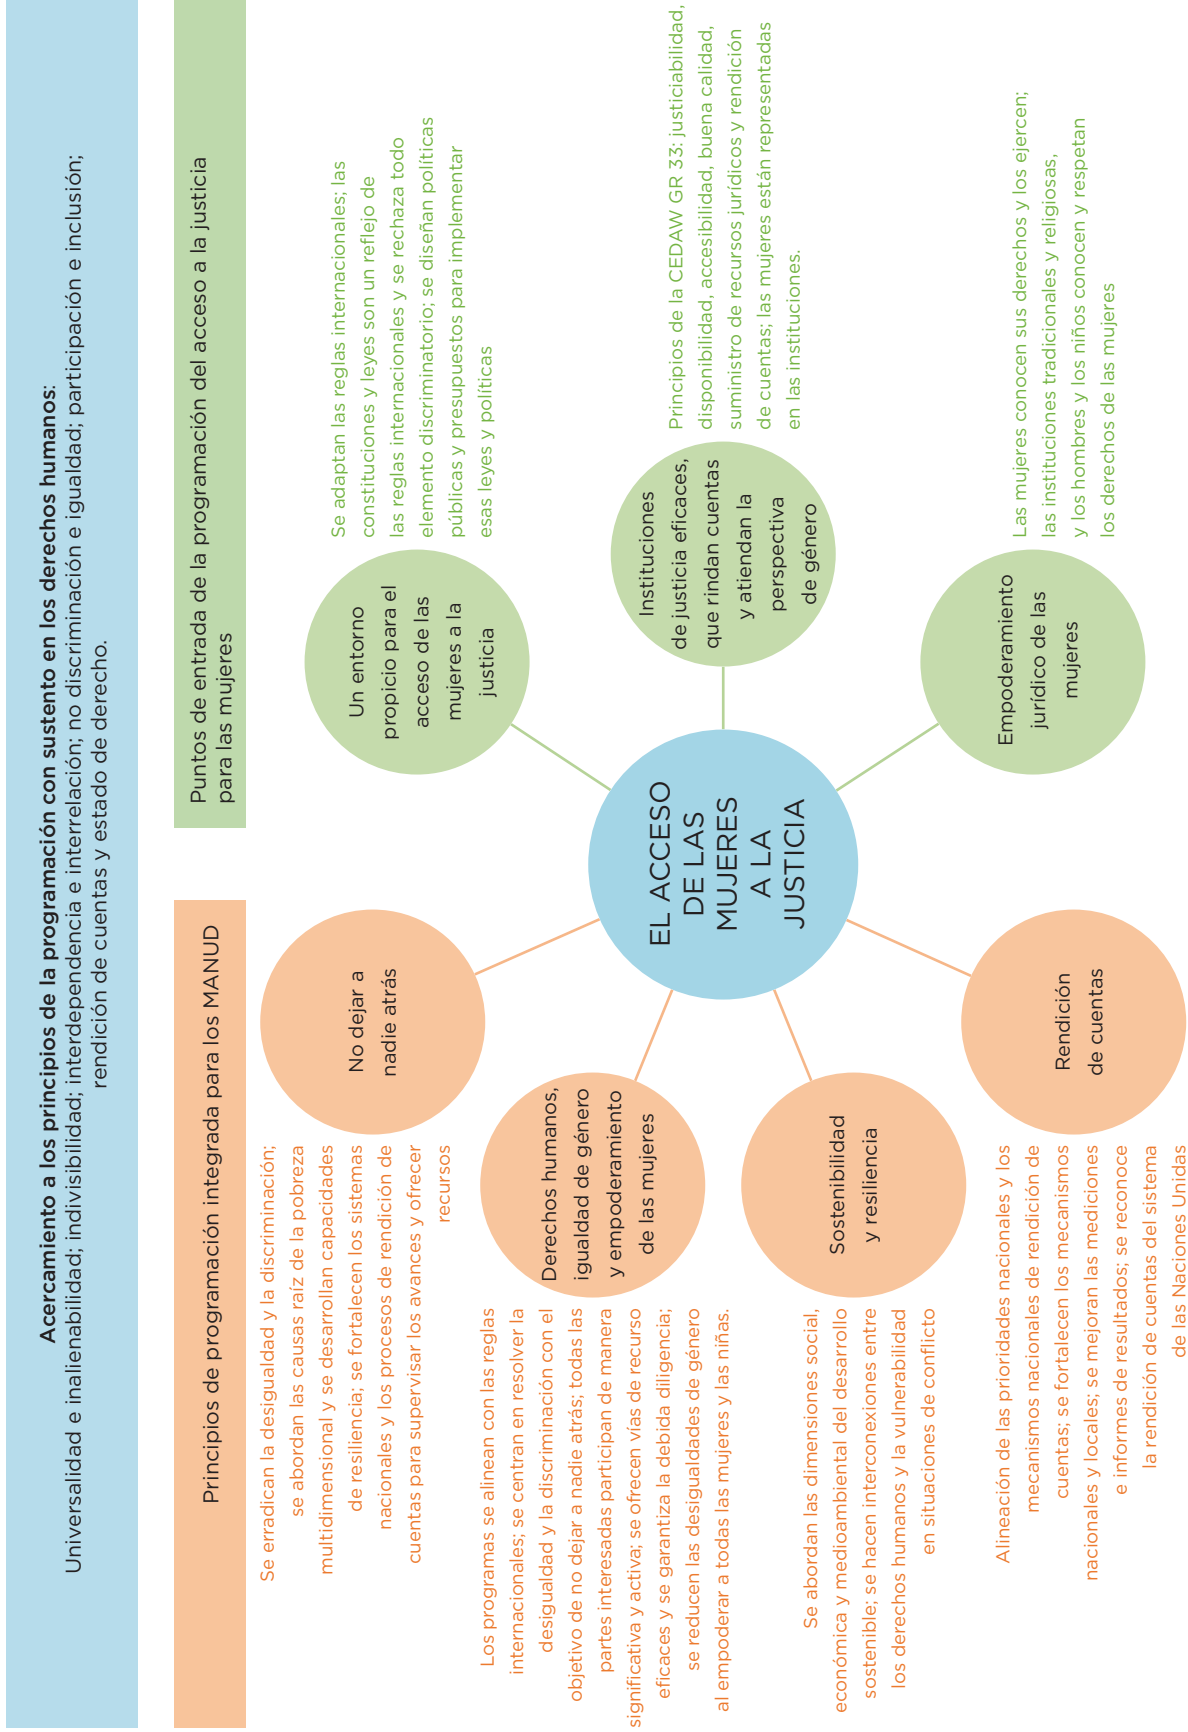 Acercamiento a los principios de la programación con sustento en los derechos humanos:
Universalidad e inalienabilidad; indivisibilidad; interdependencia e interrelación; no discriminación e igualdad; participación e inclusión;
rendición de cuentas y estado de derecho.
Principios de programación integrada para los MANUD
Se erradican la desigualdad y la discriminación;
se abordan las causas raíz de la pobreza
multidimensional y se desarrollan capacidades
de resiliencia; se fortalecen los sistemas
nacionales y los procesos de rendición de
cuentas para supervisar los avances y ofrecer
recursos
No dejar a
nadie atrás
Los programas se alinean con las reglas
internacionales; se centran en resolver la
desigualdad y la discriminación con el
objetivo de no dejar a nadie atrás; todas las
partes interesadas participan de manera
significativa y activa; se ofrecen vías de recurso
eficaces y se garantiza la debida diligencia;
se reducen las desigualdades de género
al empoderar a todas las mujeres y las niñas.
Derechos humanos,
igualdad de género
y empoderamiento
de las mujeres
Se abordan las dimensiones social,
económica y medioambiental del desarrollo
sostenible; se hacen interconexiones entre
los derechos humanos y la vulnerabilidad
en situaciones de conflicto
Sostenibilidad
y resiliencia
Alineación de las prioridades nacionales y los
mecanismos nacionales de rendición de
cuentas; se fortalecen los mecanismos
nacionales y locales; se mejoran las mediciones
e informes de resultados; se reconoce
la rendición de cuentas del sistema
de las Naciones Unidas
Rendición
de cuentas
EL ACCESO
DE LAS
MUJERES
A LA
JUSTICIA
Puntos de entrada de la programación del acceso a la justicia
para las mujeres
Un entorno
propicio para el
acceso de las
mujeres a la
justicia
Se adaptan las reglas internacionales; las
constituciones y leyes son un reflejo de
las reglas internacionales y se rechaza todo
elemento discriminatorio; se diseñan políticas
públicas y presupuestos para implementar
esas leyes y políticas
Instituciones
de justicia eficaces,
que rindan cuentas
y atiendan la
perspectiva
de género
Principios de la CEDAW GR 33: justiciabilidad,
disponibilidad, accesibilidad, buena calidad,
suministro de recursos jurídicos y rendición
de cuentas; las mujeres están representadas
en las instituciones.
Empoderamiento
jurídico de las
mujeres
Las mujeres conocen sus derechos y los ejercen;
las instituciones tradicionales y religiosas,
y los hombres y los niños conocen y respetan
los derechos de las mujeres